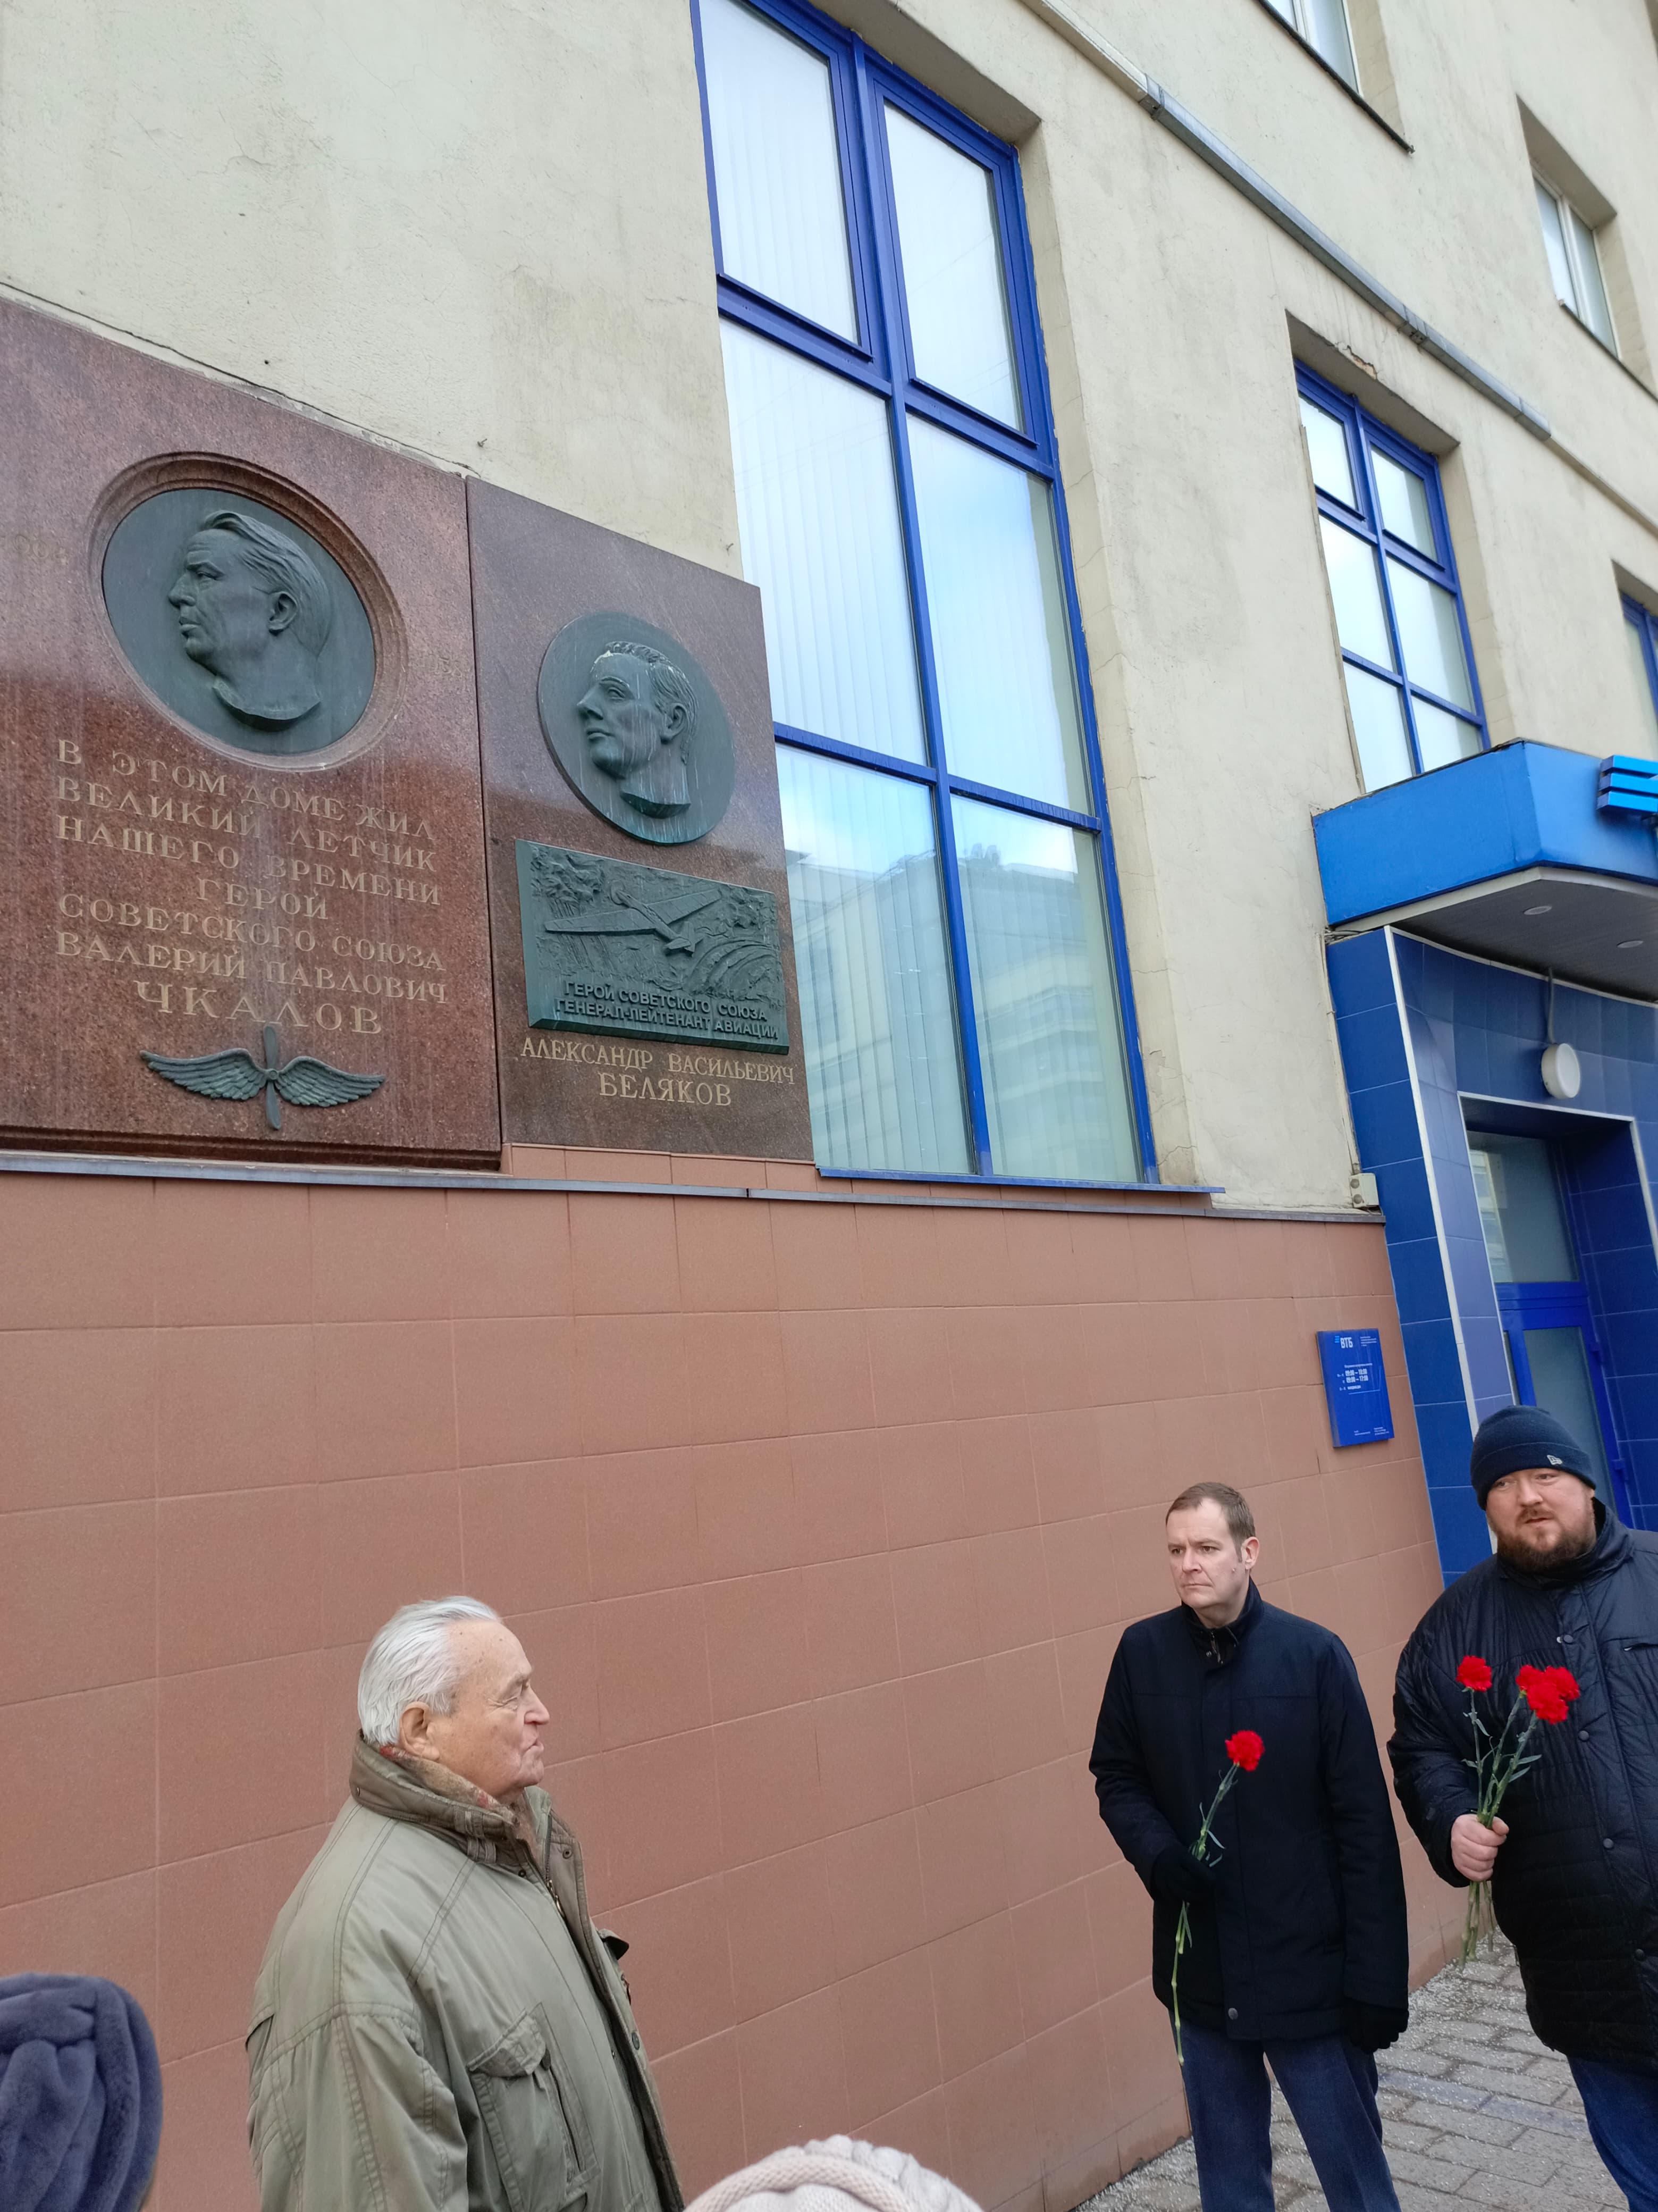 В ЭТОМ ДОМЕ ЖИЛ
ВЕЛИКИЙ ЛЕТЧИК
НАШЕГО ВРЕМЕНИ
ГЕРОЙ
СОВЕТСКОГО СОЮЗА
ВАЛЕРИЙ ПАВЛОВИЧ
ЧКАЛОВ
ГЕРОЙ СОВЕТСКОГО СОЮЗА
ГЕНЕРАЛ-ЛЕЙТЕНАНТ АВИАЦИИ
АЛЕКСАНДР ВАСИЛЬЕВИЧ
БЕЛЯКОВ
ВТБ